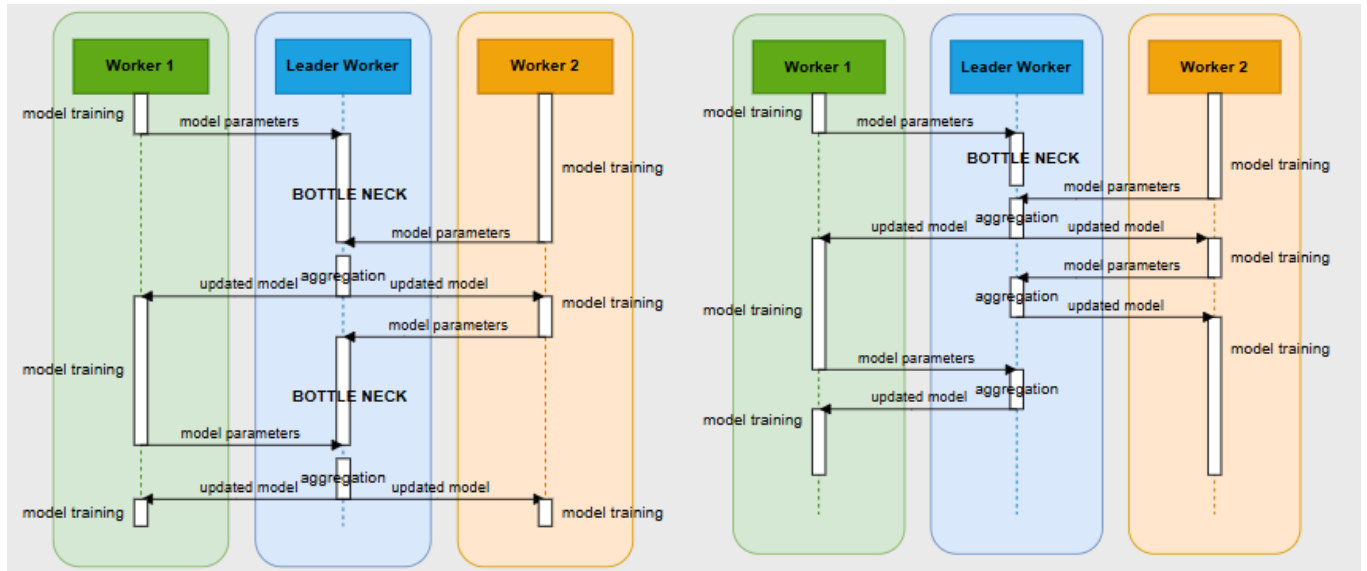 Worker 1
Leader Worker
Worker 2
model training
model parameters
model training
BOTTLE NECK
model parameters
aggregation
updated model
updated model
model training
model parameters
model training
BOTTLE NECK
model parameters
aggregation
updated model
updated model
model training
model training
Worker 1
Leader Worker
Worker 2
model training
model parameters
BOTTLE NECK
model training
model parameters
aggregation
updated model
updated model
model training
model parameters
aggregation
model training
updated model
model training
model parameters
aggregation
updated model
model training